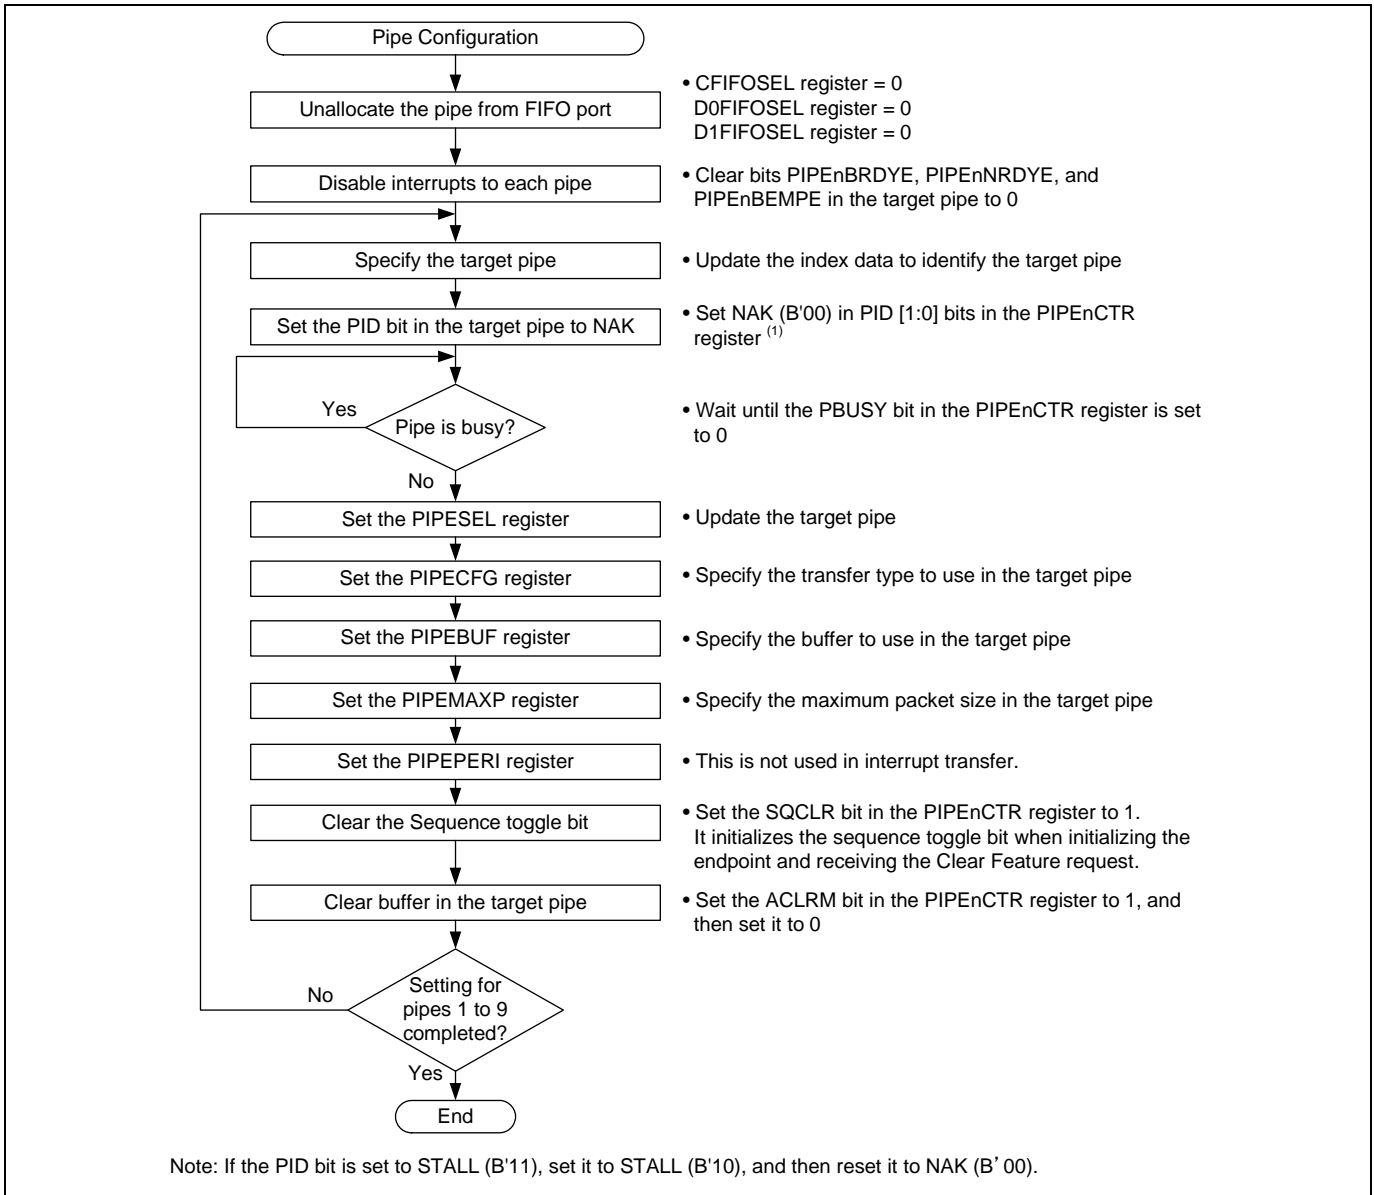 Pipe Configuration
Unallocate the pipe from FIFO port
• CFIFOSEL register = 0
D0FIFOSEL register = 0
D1FIFOSEL register = 0
Disable interrupts to each pipe
• Clear bits PIPEnBRDYE, PIPEnNRDYE, and
PIPEnBEMPE in the target pipe to 0
Specify the target pipe
• Update the index data to identify the target pipe
Set the PID bit in the target pipe to NAK
• Set NAK (B'00) in PID [1:0] bits in the PIPEnCTR
register (1)
Yes
Pipe is busy?
• Wait until the PBUSY bit in the PIPEnCTR register is set
to 0
No
Set the PIPESEL register
• Update the target pipe
Set the PIPECFG register
• Specify the transfer type to use in the target pipe
Set the PIPEBUF register
• Specify the buffer to use in the target pipe
Set the PIPEMAXP register
• Specify the maximum packet size in the target pipe
Set the PIPEPERI register
• This is not used in interrupt transfer.
Clear the Sequence toggle bit
• Set the SQCLR bit in the PIPEnCTR register to 1.
It initializes the sequence toggle bit when initializing the
endpoint and receiving the Clear Feature request.
Clear buffer in the target pipe
• Set the ACLRM bit in the PIPEnCTR register to 1, and
then set it to 0
No
Setting for
pipes 1 to 9
completed?
Yes
End
Note: If the PID bit is set to STALL (B'11), set it to STALL (B'10), and then reset it to NAK (B’00).